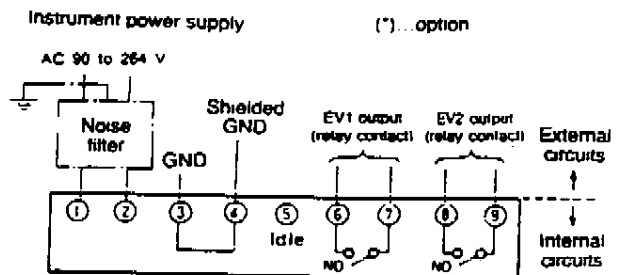 Instrument power supply
(*)...option
AC 90 to 264 V
Noise
filter
GND
Shielded
GND
EV1 output
(relay contact)
EV2 output
(relay contact)
External
circuits
1 2 3 4 5 6 7 8 9
Idle
NO
NO
Internal
circuits